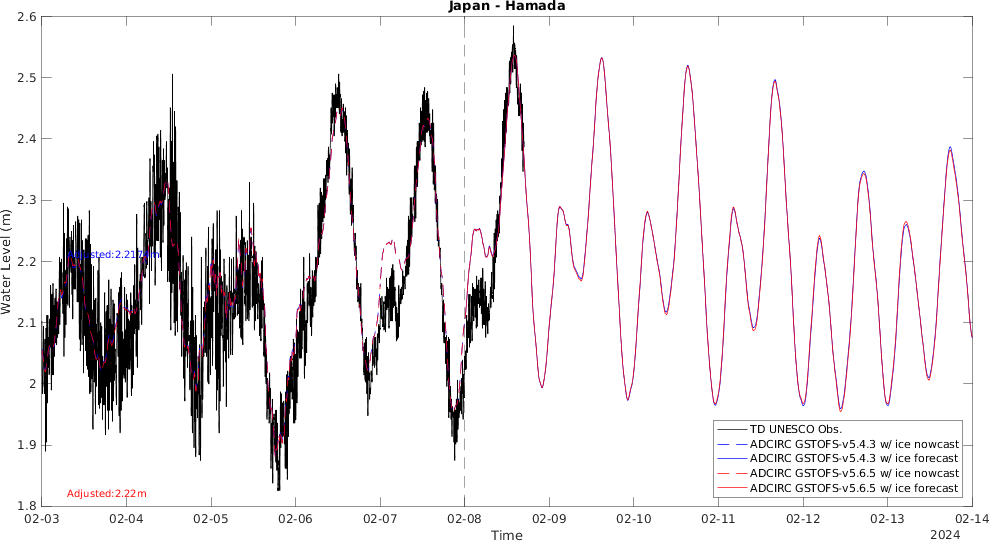 Japan - Hamada
Water Level (m)
2.6
2.5
2.4
2.3
2.2
2.1
2
1.9
1.8
Adjusted:2.22m
TD UNESCO Obs.
ADCIRC GSTOFS-v5.4.3 w/ ice nowcast
ADCIRC GSTOFS-v5.4.3 w/ ice forecast
ADCIRC GSTOFS-v5.6.5 w/ ice nowcast
ADCIRC GSTOFS-v5.6.5 w/ ice forecast
02-03 02-04 02-05 02-06 02-07 02-08 02-09 02-10 02-11 02-12 02-13 02-14
Time
2024